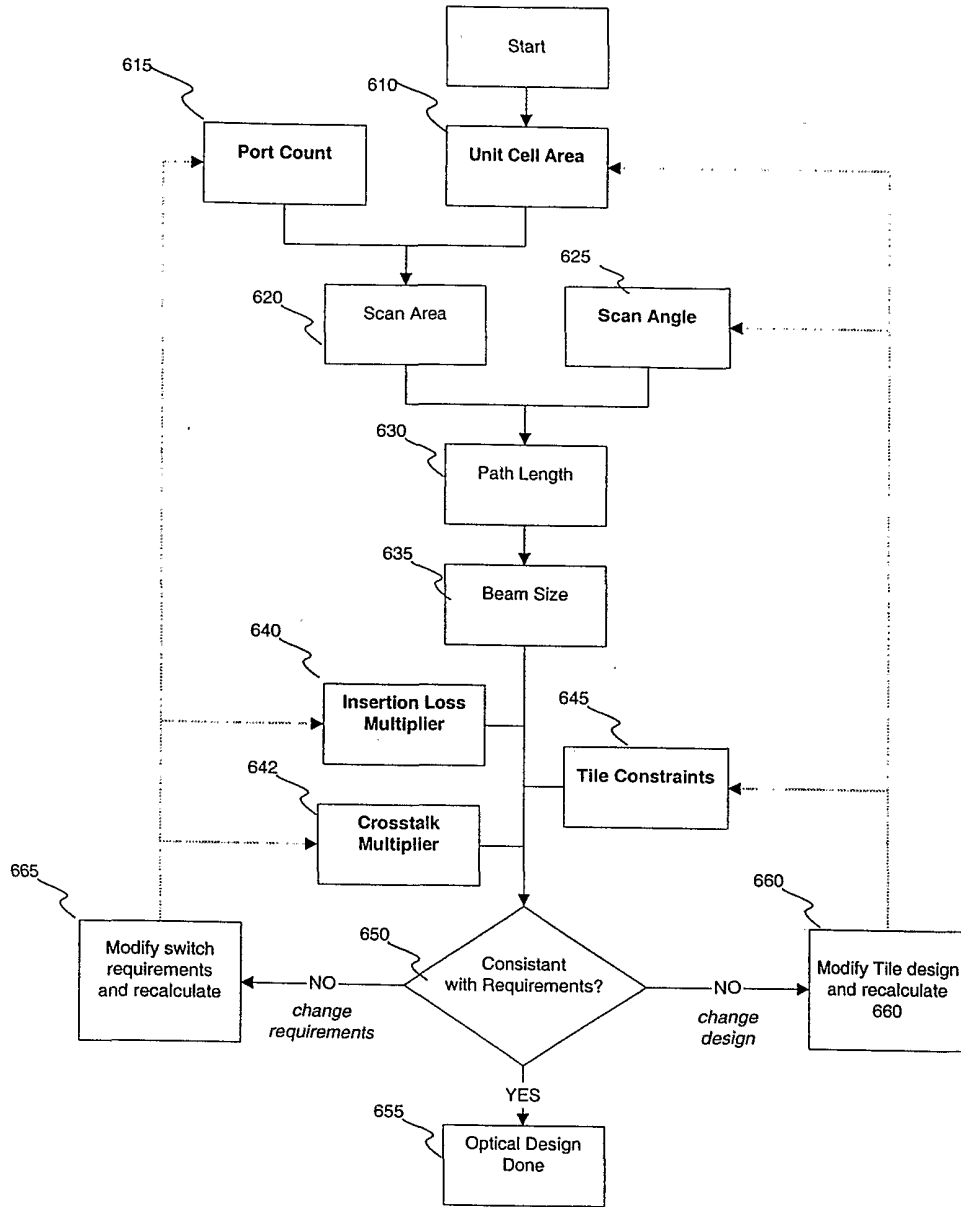 Start
615
610
Port Count
Unit Cell Area
620
Scan Area
625
Scan Angle
630
Path Length
635
Beam Size
640
Insertion Loss
Multiplier
645
Tile Constraints
642
Crosstalk
Multiplier
665
Modify switch
requirements
and recalculate
650
Consistant
with Requirements?
660
Modify Tile design
and recalculate
660
NO
change
requirements
NO
change
design
YES
655
Optical Design
Done